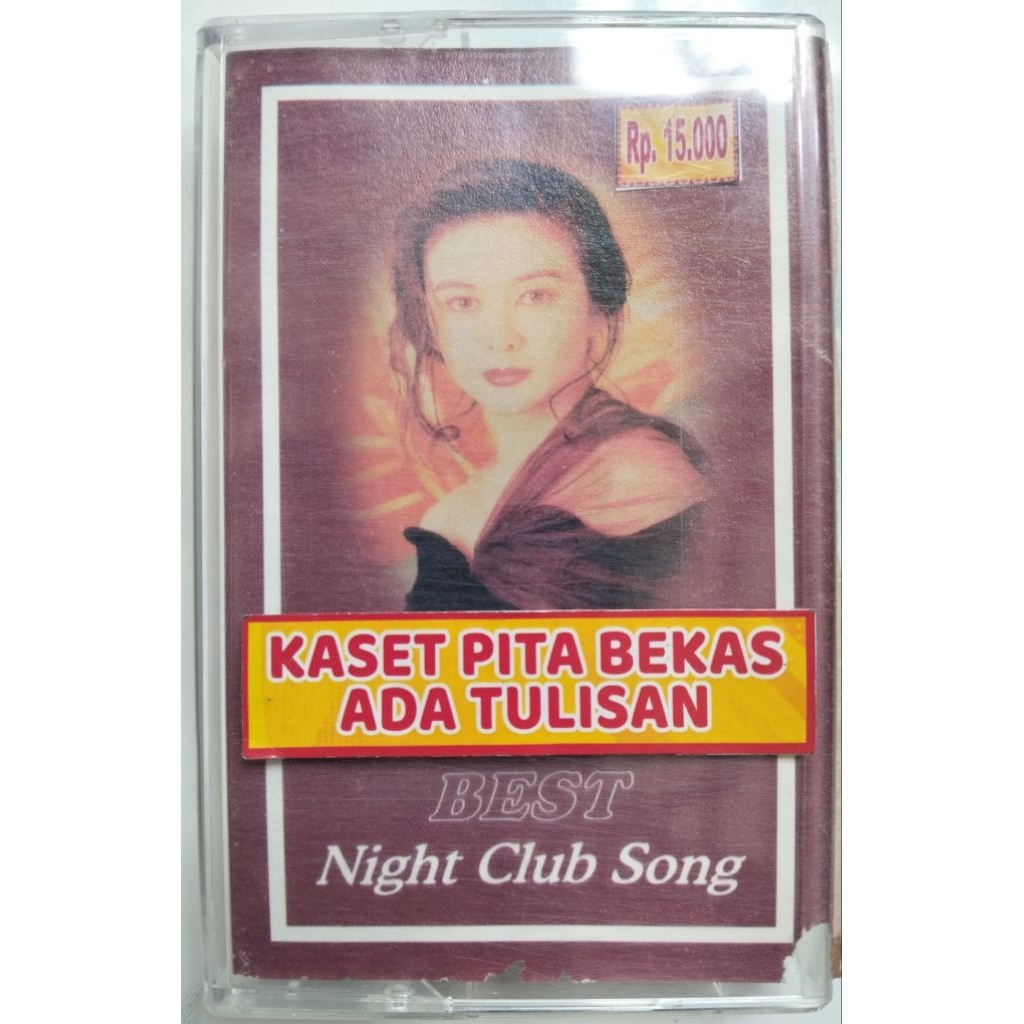 Rp. 15.000
KASET PITA BEKAS
ADA TULISAN
BEST
Night Club Song